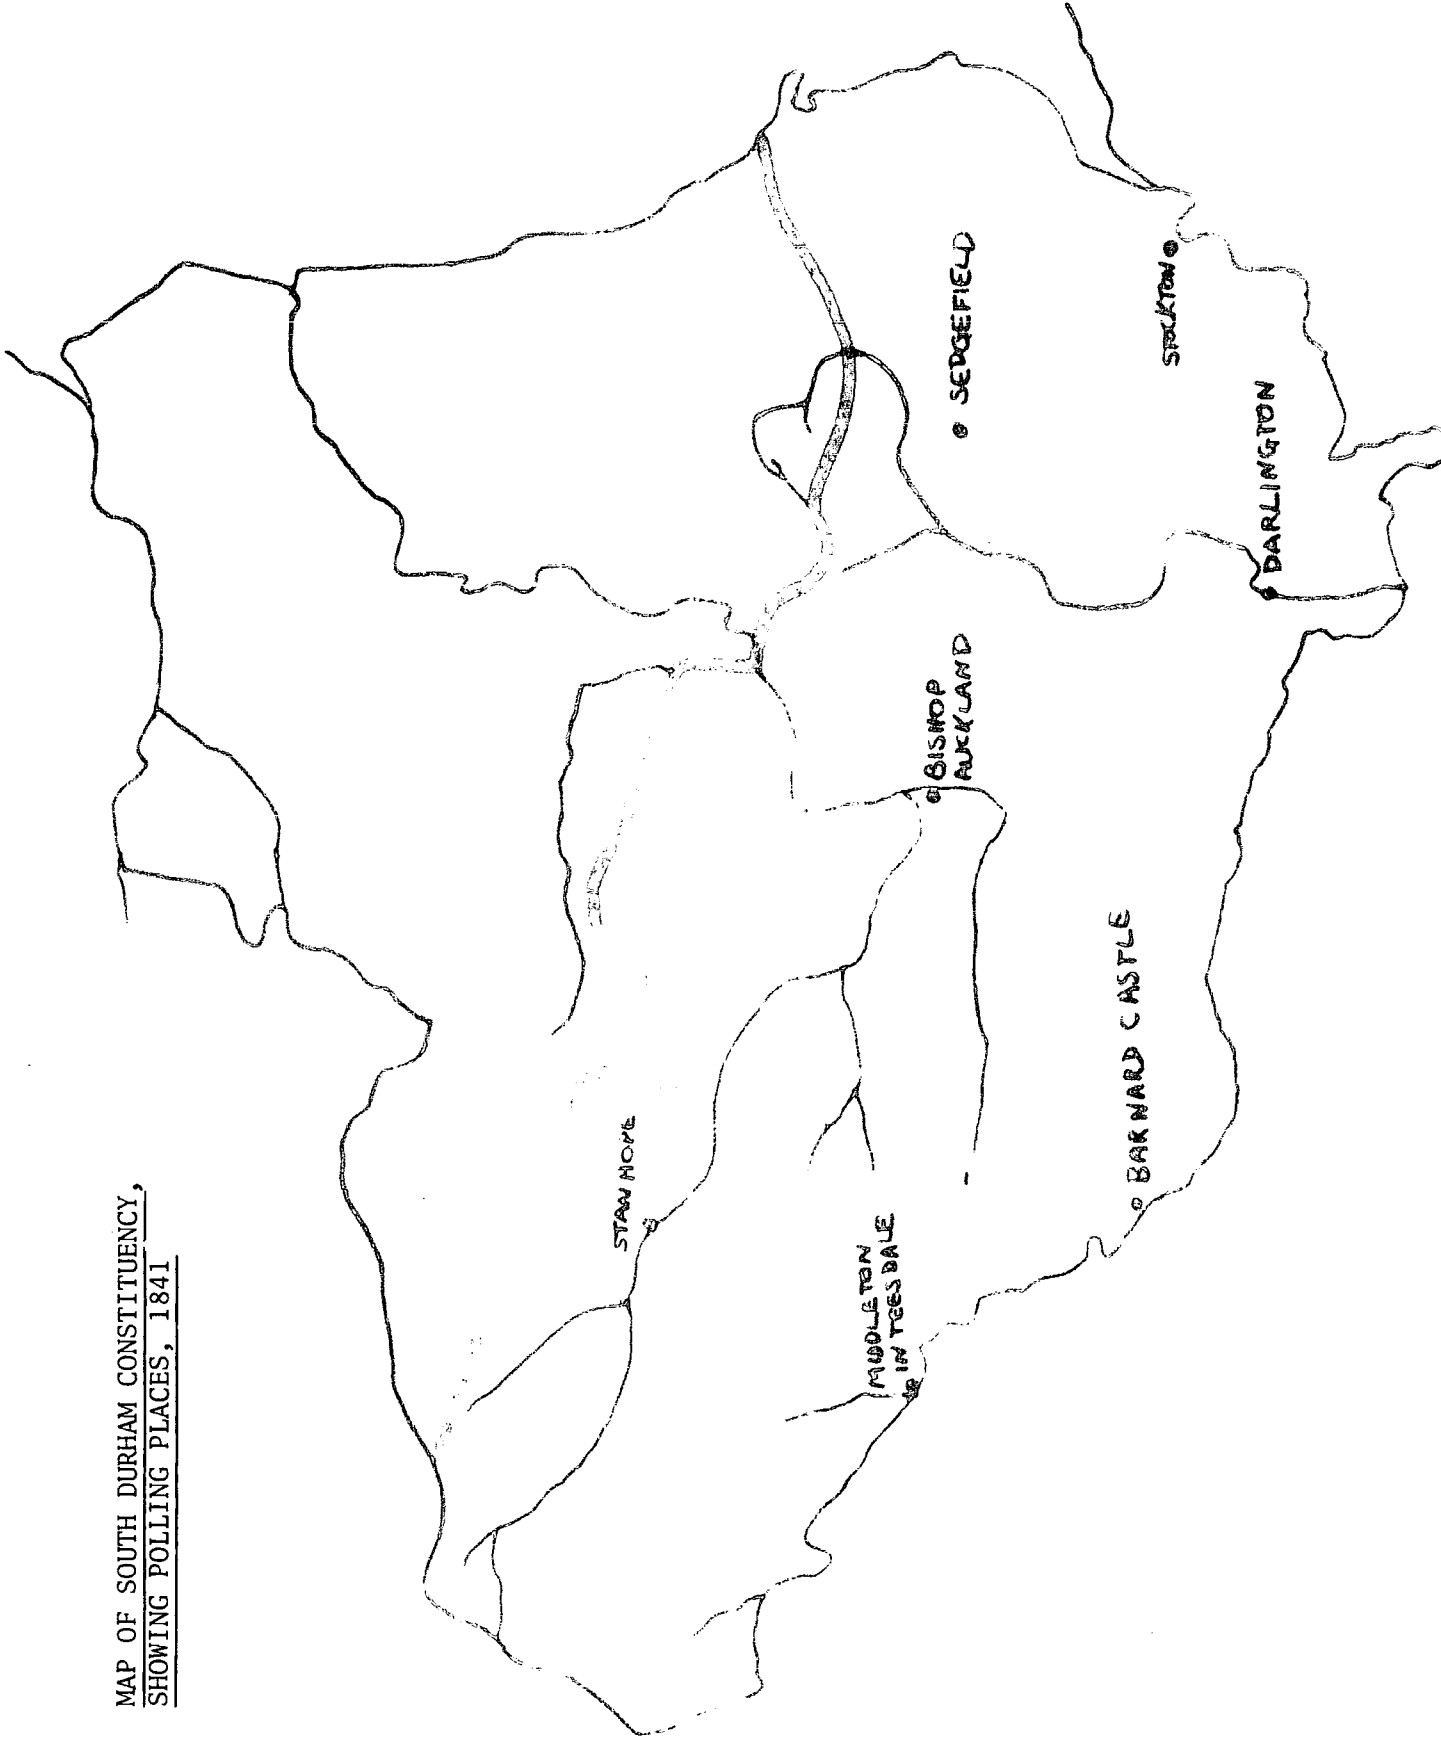 MAP OF SOUTH DURHAM CONSTITUENCY,
SHOWING POLLING PLACES, 1841
STANHOPE
MIDDLETON
IN TEESDALE
BARNARD CASTLE
BISHOP
AUCKLAND
SEDGEFIELD
DARLINGTON
STOCKTON